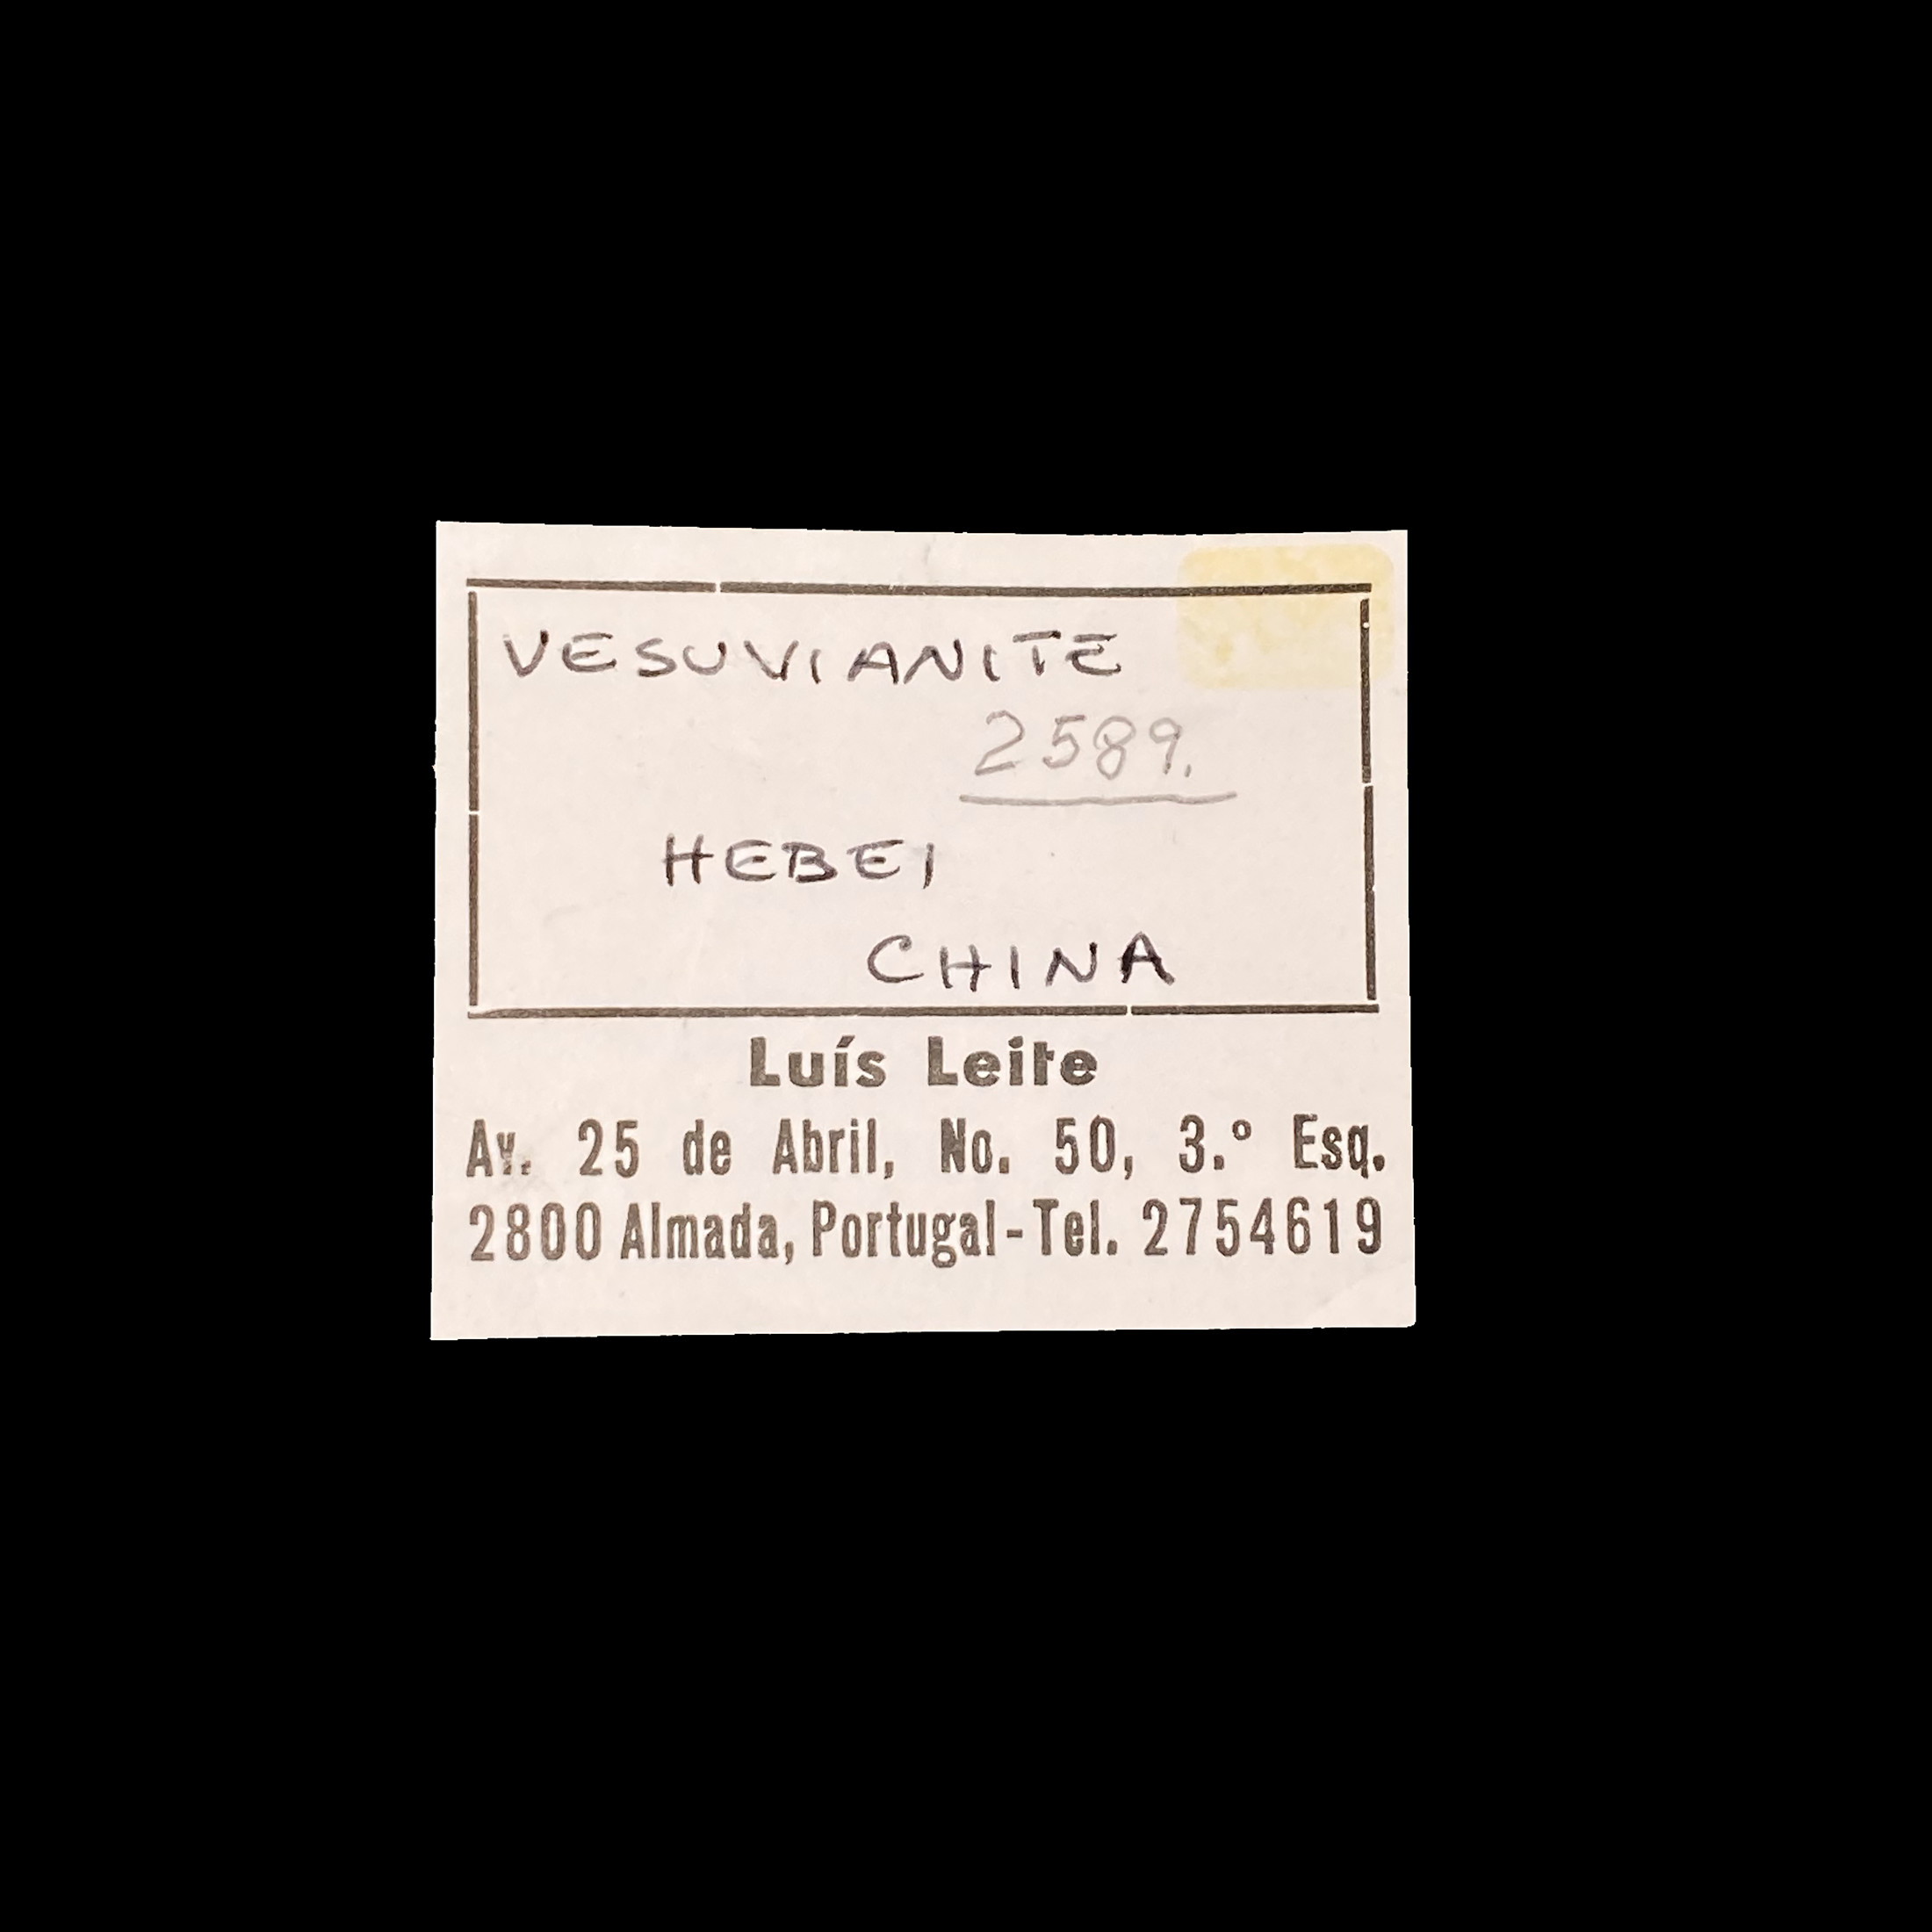 VESUVIANITE
2589.
HEBEI
CHINA
Luís Leite
Av. 25 de Abril, No. 50, 3.º Esq.
2800 Almada, Portugal - Tel. 2754619